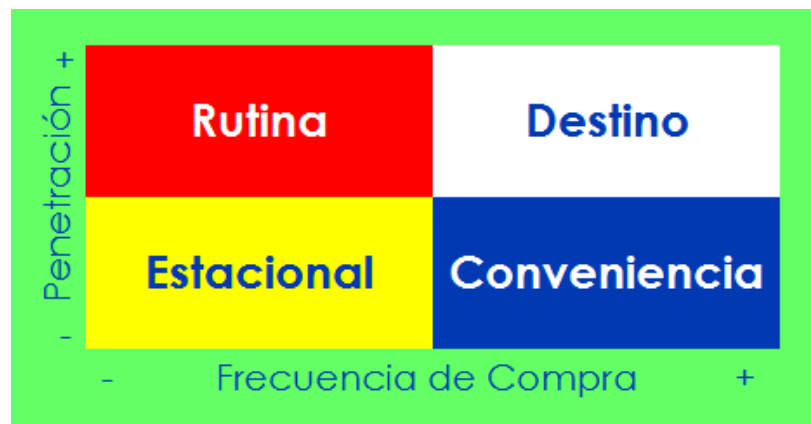 - Penetración +
Rutina
Destino
Estacional
Conveniencia
- Frecuencia de Compra +